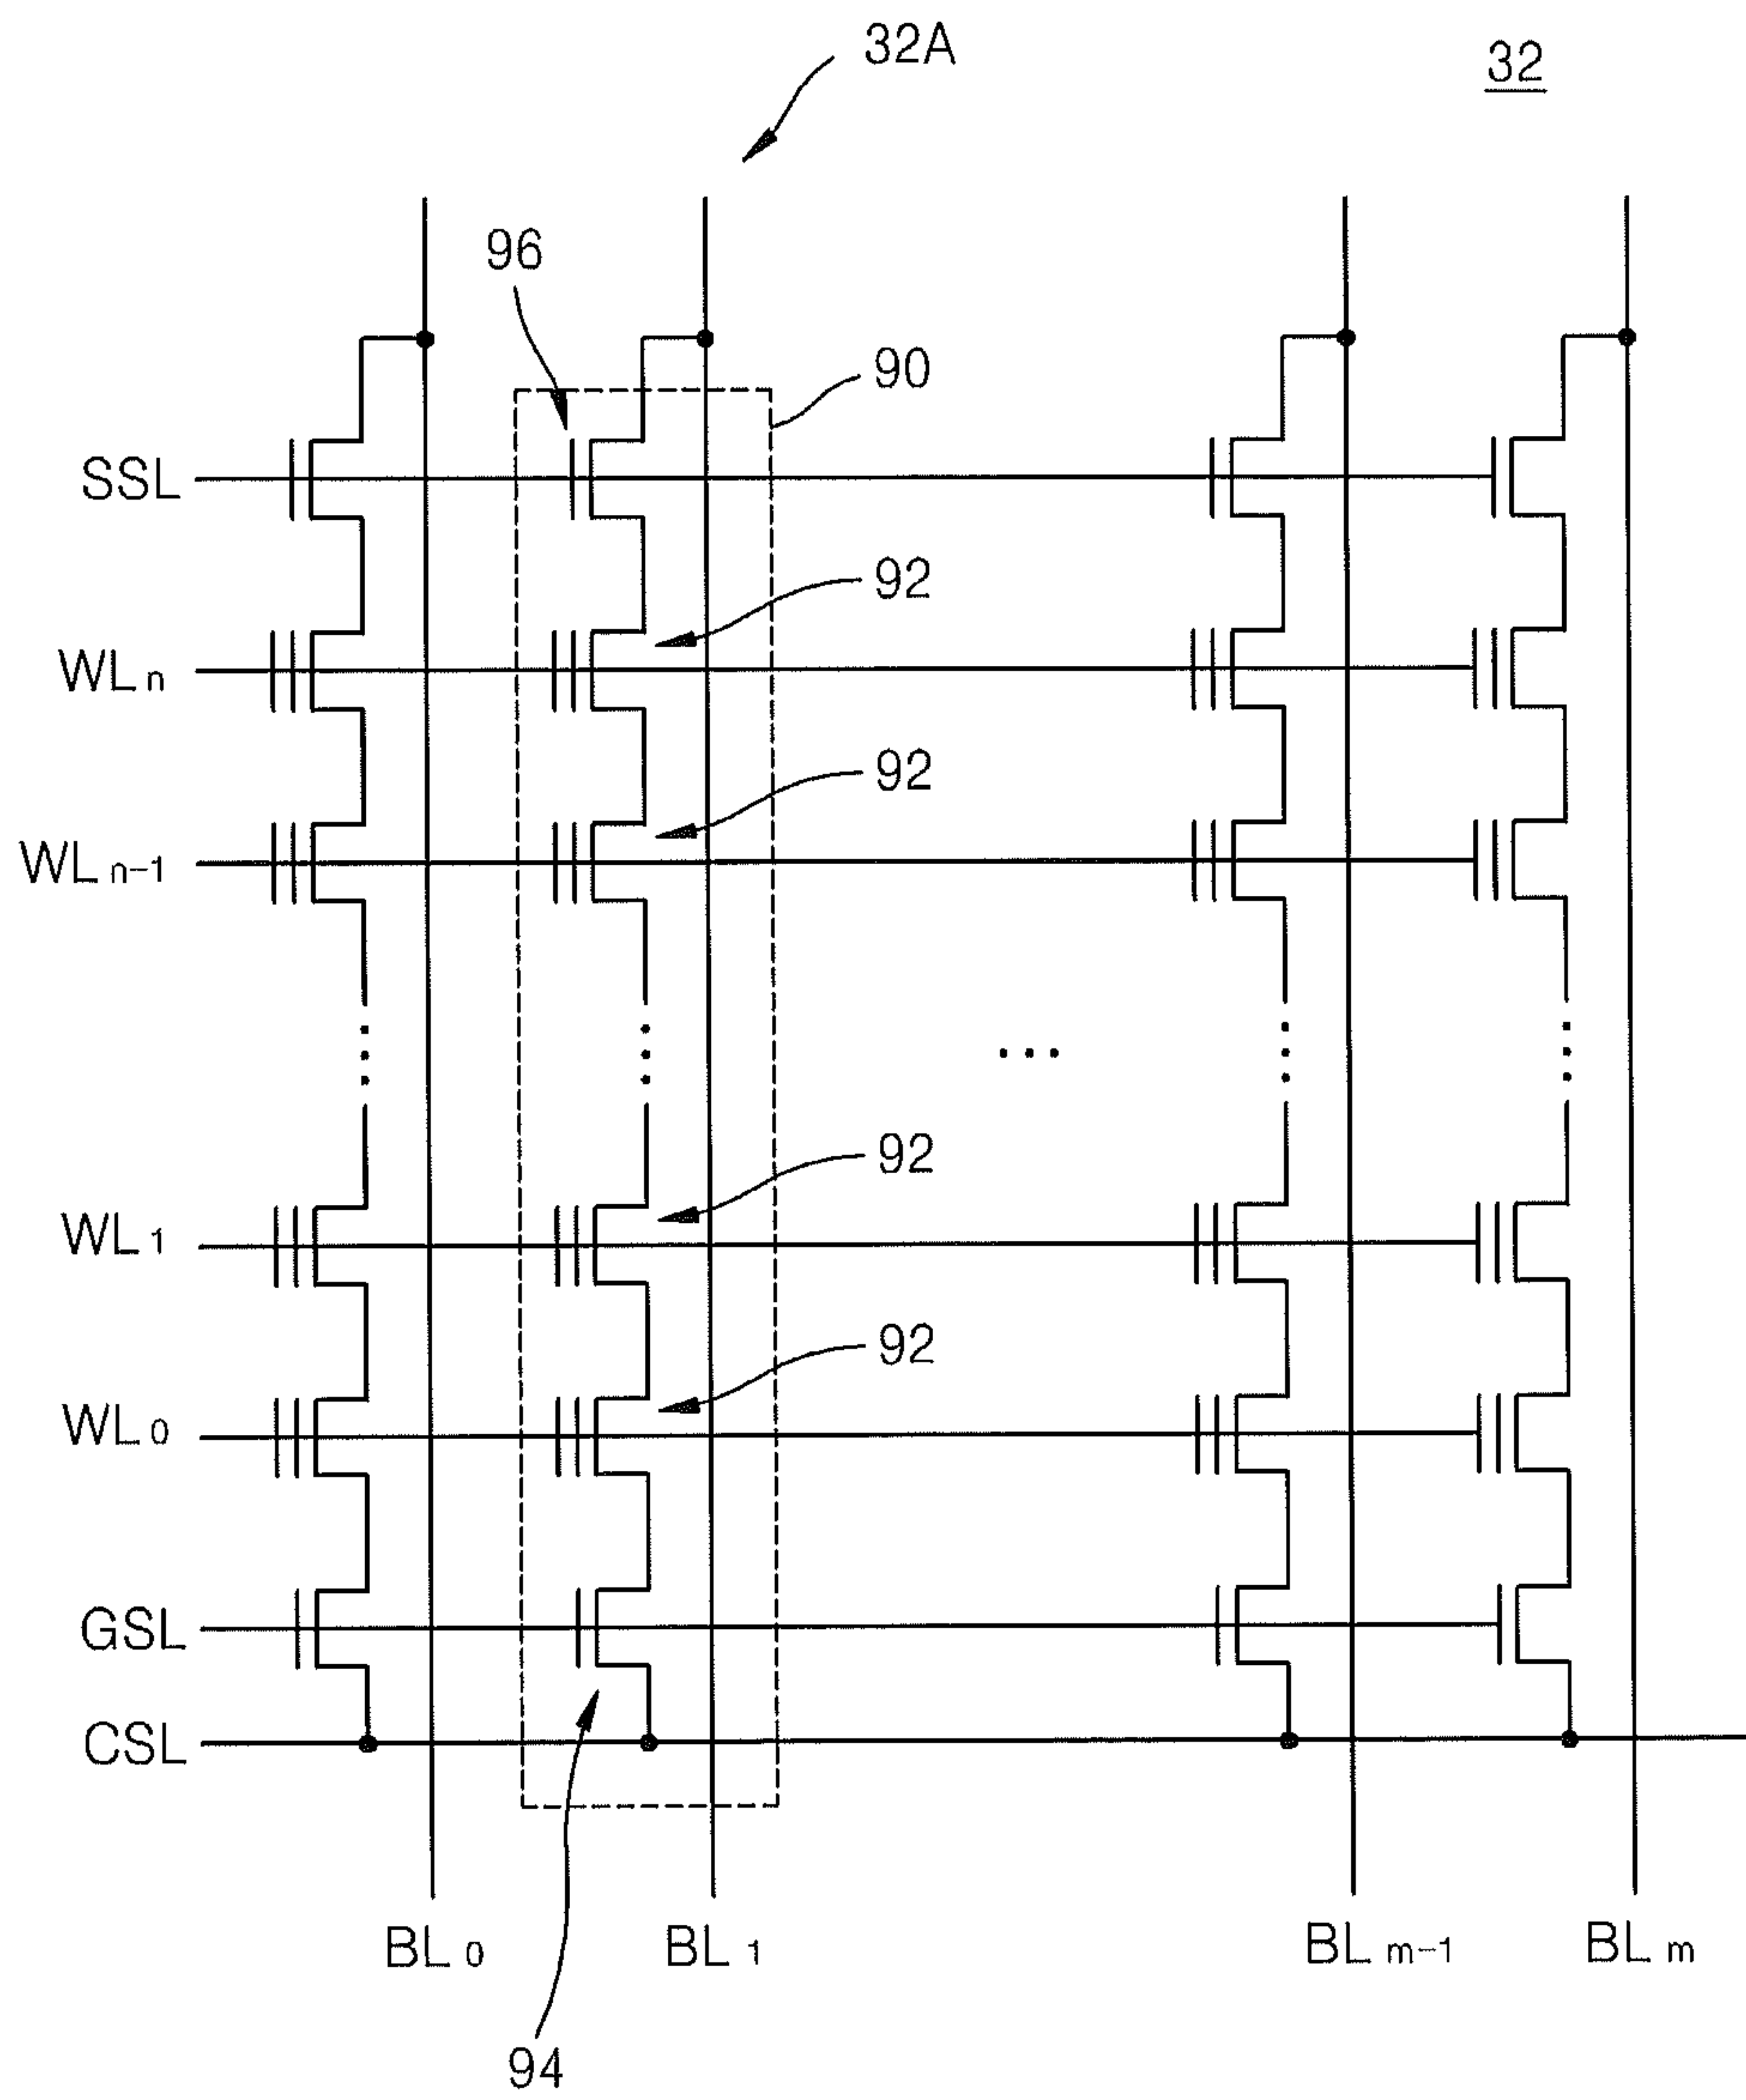 32A
32
96
90
SSL
92
WLn
92
WLn-1
92
WL1
92
WL0
GSL
CSL
BL0 BL1 BLm-1 BLm
94